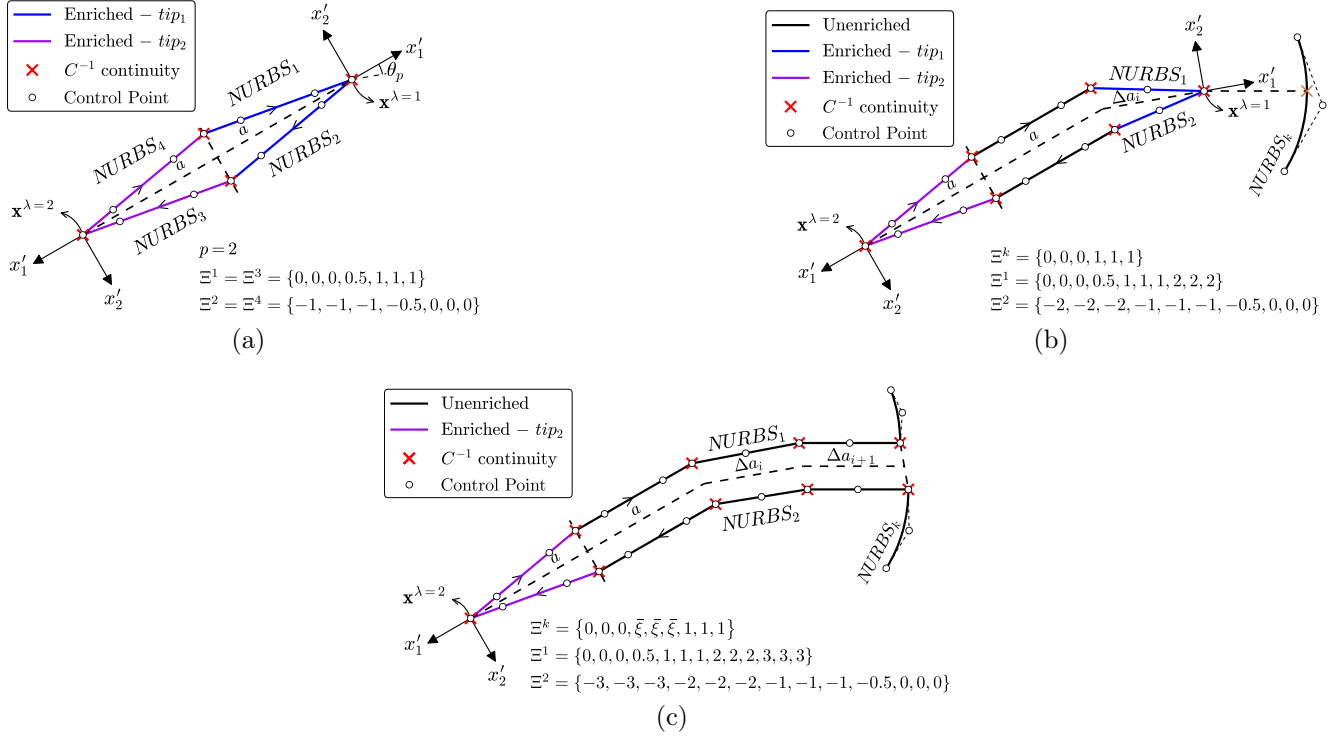 Enriched − tip₁
Enriched − tip₂
C⁻¹ continuity
Control Point
x′₂
x′₁
θₚ
NURBS₁
x^{λ=1}
a
NURBS₄
NURBS₂
a
x^{λ=2}
NURBS₃
x′₁
x′₂
p = 2
Ξ¹ = Ξ³ = {0, 0, 0, 0.5, 1, 1, 1}
Ξ² = Ξ⁴ = {−1, −1, −1, −0.5, 0, 0, 0}
(a)
Unenriched
Enriched − tip₁
Enriched − tip₂
C⁻¹ continuity
Control Point
x′₂
x′₁
NURBS₁
Δaᵢ
x^{λ=1}
a
NURBS₂
NURBSₖ
a
x^{λ=2}
x′₁
x′₂
Ξᵏ = {0, 0, 0, 1, 1, 1}
Ξ¹ = {0, 0, 0, 0.5, 1, 1, 1, 2, 2, 2}
Ξ² = {−2, −2, −2, −1, −1, −1, −0.5, 0, 0, 0}
(b)
Unenriched
Enriched − tip₂
C⁻¹ continuity
Control Point
NURBS₁
Δaᵢ
Δaᵢ₊₁
a
NURBS₂
NURBSₖ
a
x^{λ=2}
x′₁
x′₂
Ξᵏ = {0, 0, 0, ξ̄, ξ̄, ξ̄, 1, 1, 1}
Ξ¹ = {0, 0, 0, 0.5, 1, 1, 1, 2, 2, 2, 3, 3, 3}
Ξ² = {−3, −3, −3, −2, −2, −2, −1, −1, −1, −0.5, 0, 0, 0}
(c)